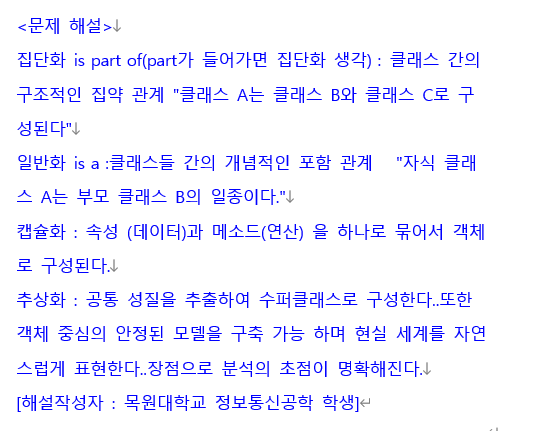 <문제 해설>↓
집단화 is part of(part가 들어가면 집단화 생각) : 클래스 간의
구조적인 집약 관계 "클래스 A는 클래스 B와 클래스 C로 구
성된다"↓
일반화 is a :클래스들 간의 개념적인 포함 관계 "자식 클래
스 A는 부모 클래스 B의 일종이다."↓
캡슐화 : 속성 (데이터)과 메소드(연산) 을 하나로 묶어서 객체
로 구성된다.↓
추상화 : 공통 성질을 추출하여 수퍼클래스로 구성한다..또한
객체 중심의 안정된 모델을 구축 가능 하며 현실 세계를 자연
스럽게 표현한다..장점으로 분석의 초점이 명확해진다.↓
[해설작성자 : 목원대학교 정보통신공학 학생]↵